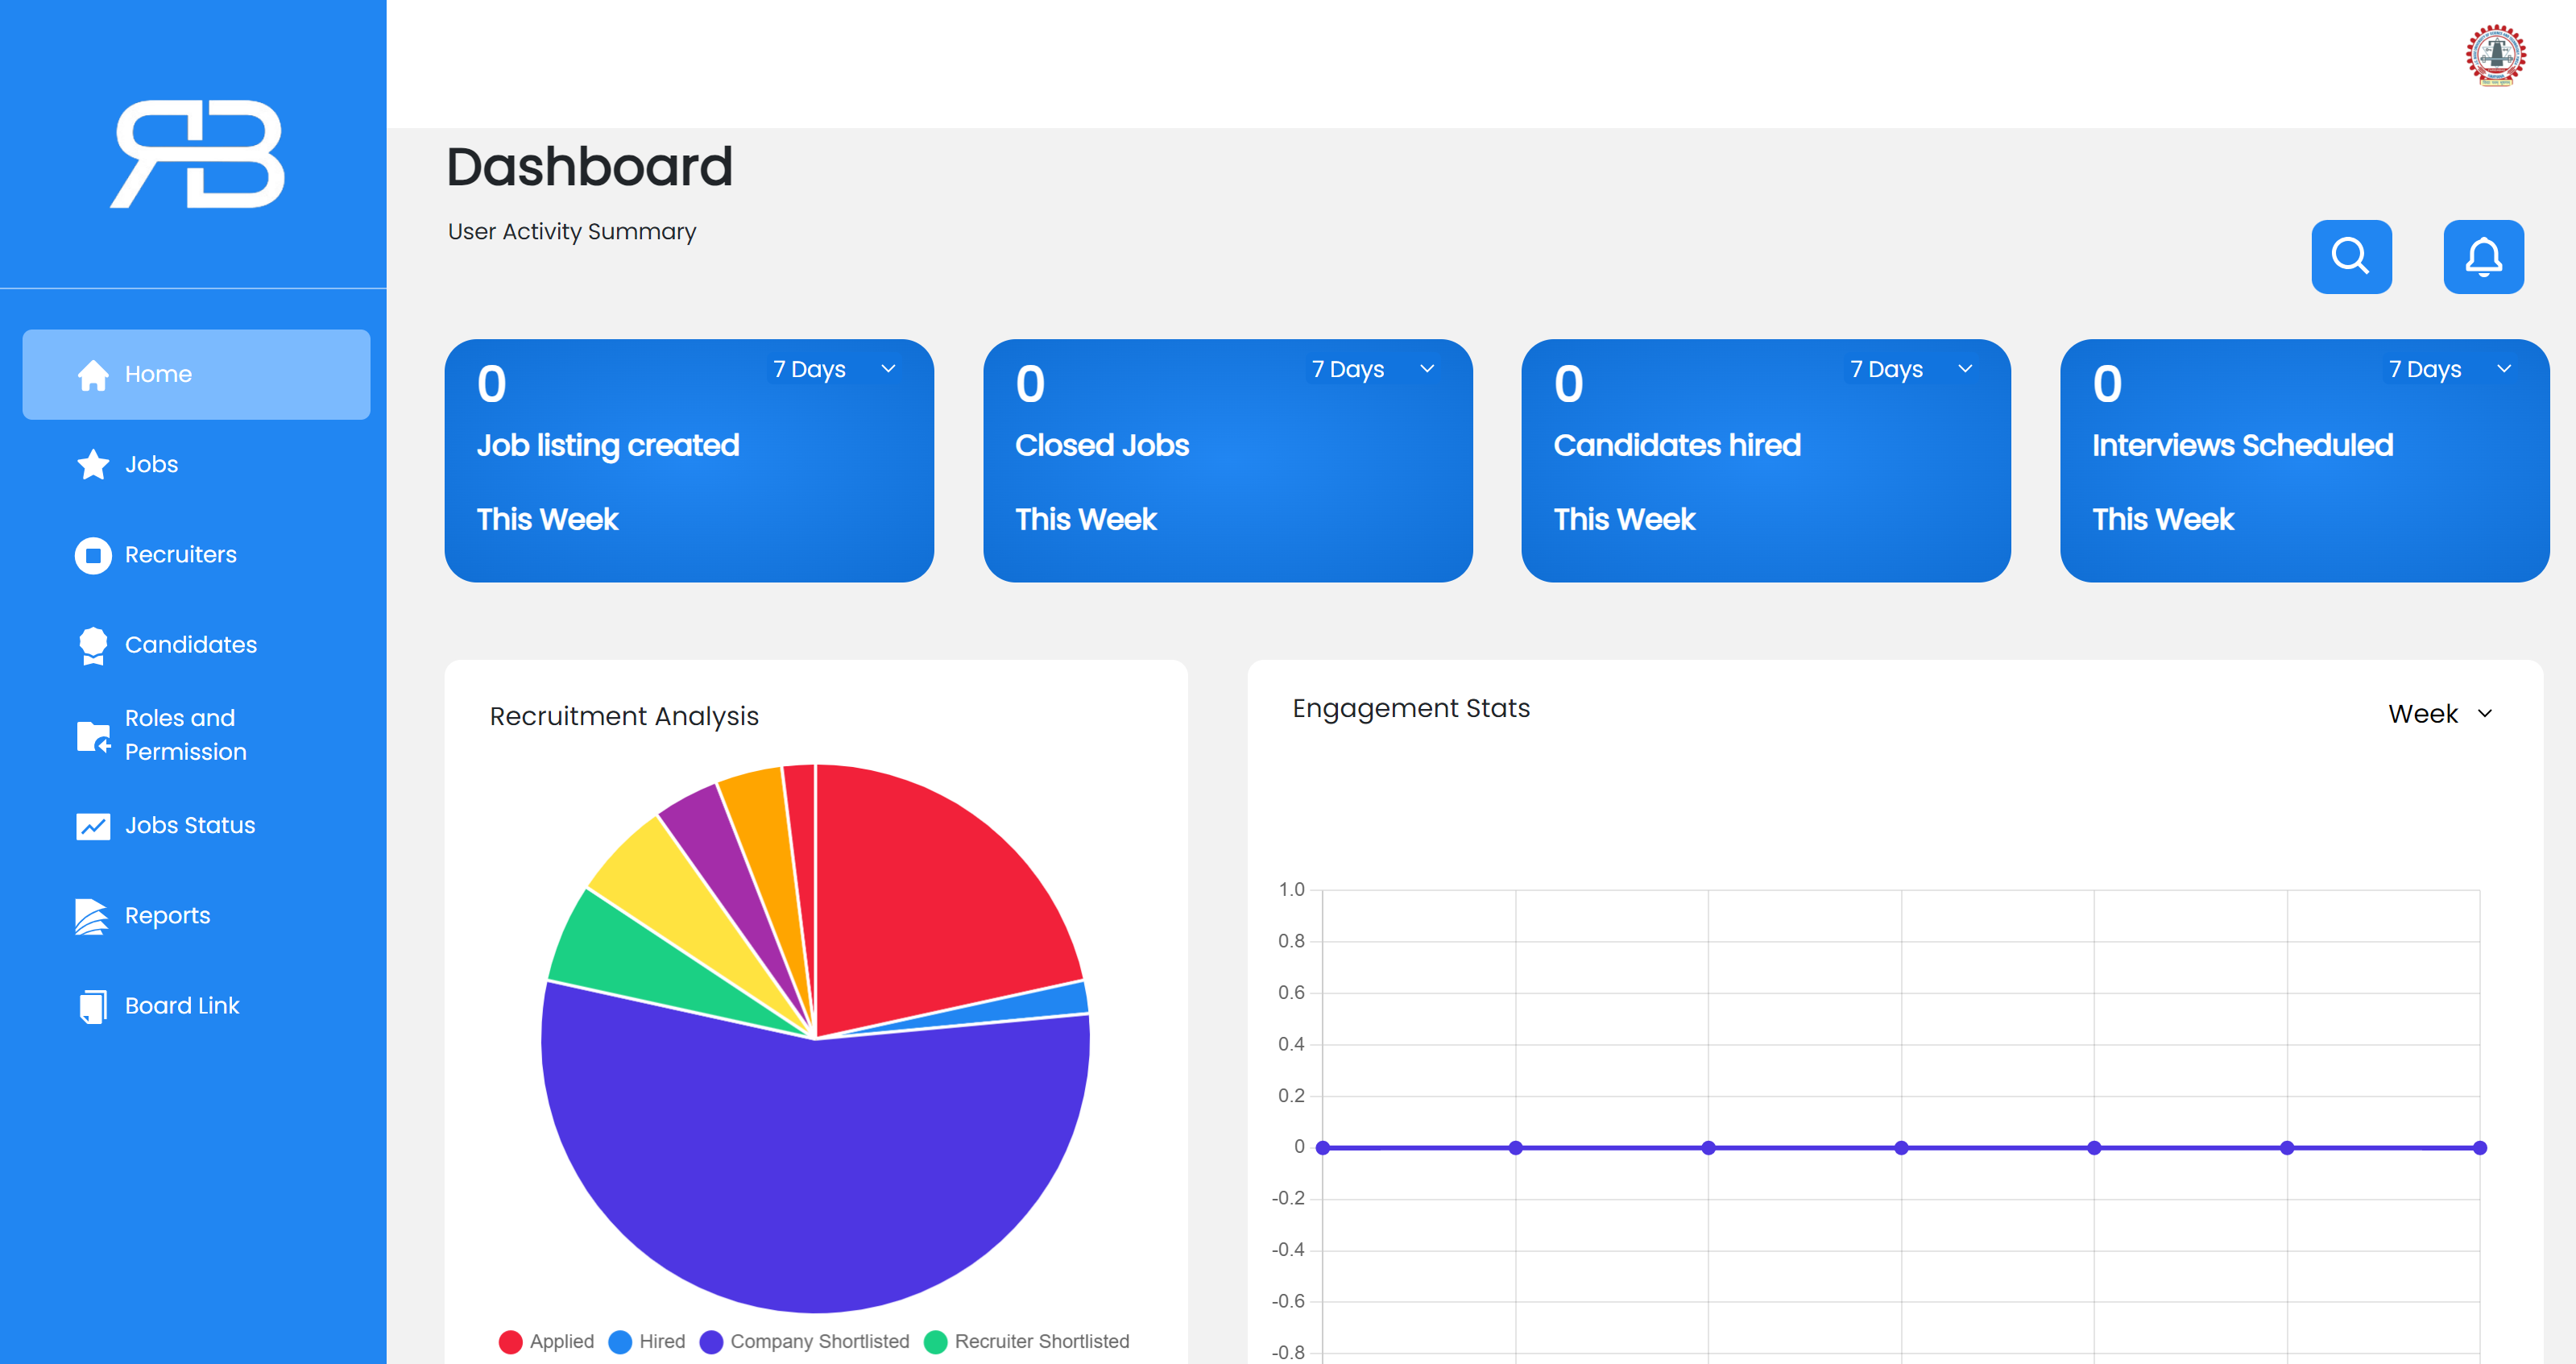 RB
Home
Jobs
Recruiters
Candidates
Roles and
Permission
Jobs Status
Reports
Board Link
Dashboard
User Activity Summary
0
7 Days
Job listing created
This Week
0
7 Days
Closed Jobs
This Week
0
7 Days
Candidates hired
This Week
0
7 Days
Interviews Scheduled
This Week
Recruitment Analysis
Applied
Hired
Company Shortlisted
Recruiter Shortlisted
Engagement Stats
Week
1.0
0.8
0.6
0.4
0.2
0
-0.2
-0.4
-0.6
-0.8